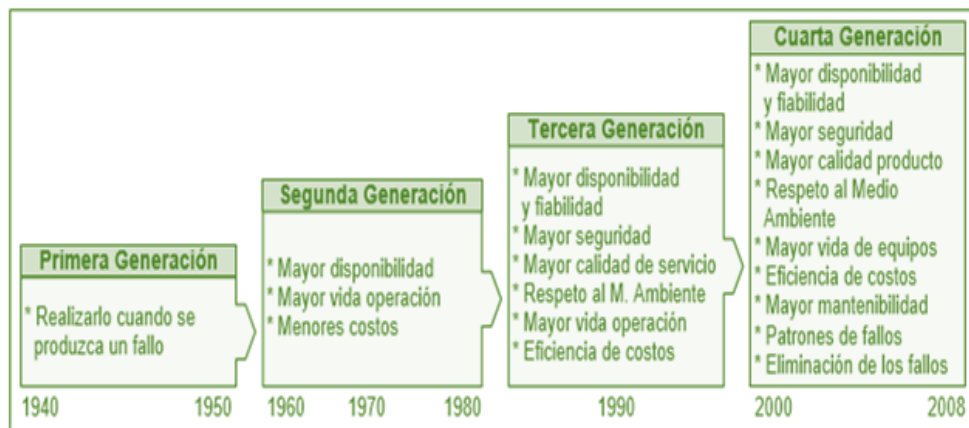 Primera Generación
* Realizarlo cuando se
produzca un fallo
Segunda Generación
* Mayor disponibilidad
* Mayor vida operación
* Menores costos
Tercera Generación
* Mayor disponibilidad
y fiabilidad
* Mayor seguridad
* Mayor calidad de servicio
* Respeto al M. Ambiente
* Mayor vida operación
* Eficiencia de costos
Cuarta Generación
* Mayor disponibilidad
y fiabilidad
* Mayor seguridad
* Mayor calidad producto
* Respeto al Medio
Ambiente
* Mayor vida de equipos
* Eficiencia de costos
* Mayor mantenibilidad
* Patrones de fallos
* Eliminación de los fallos
1940 1950 1960 1970 1980 1990 2000 2008